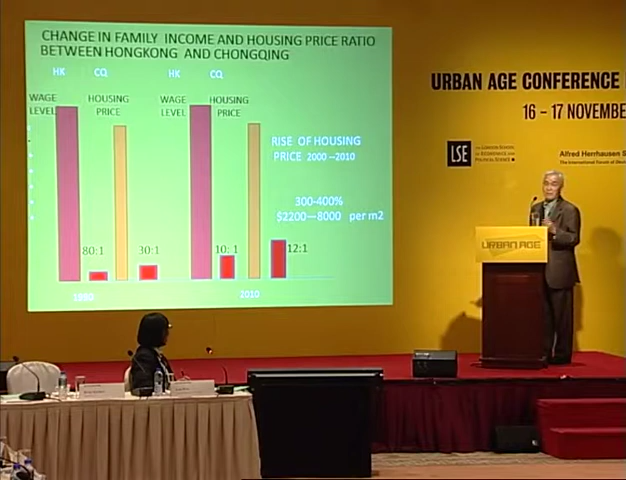 CHANGE IN FAMILY INCOME AND HOUSING PRICE RATIO
BETWEEN HONGKONG AND CHONGQING
HK CQ HK CQ
WAGE LEVEL
HOUSING PRICE
WAGE LEVEL
HOUSING PRICE
RISE OF HOUSING
PRICE 2000 –2010
300-400%
$2200—8000 per m2
80:1 30:1 10: 1 12:1
1990 2010
URBAN AGE CONFERENCE
16 – 17 NOVEMBE
LSE
Alfred Herrhausen S
URBAN AGE